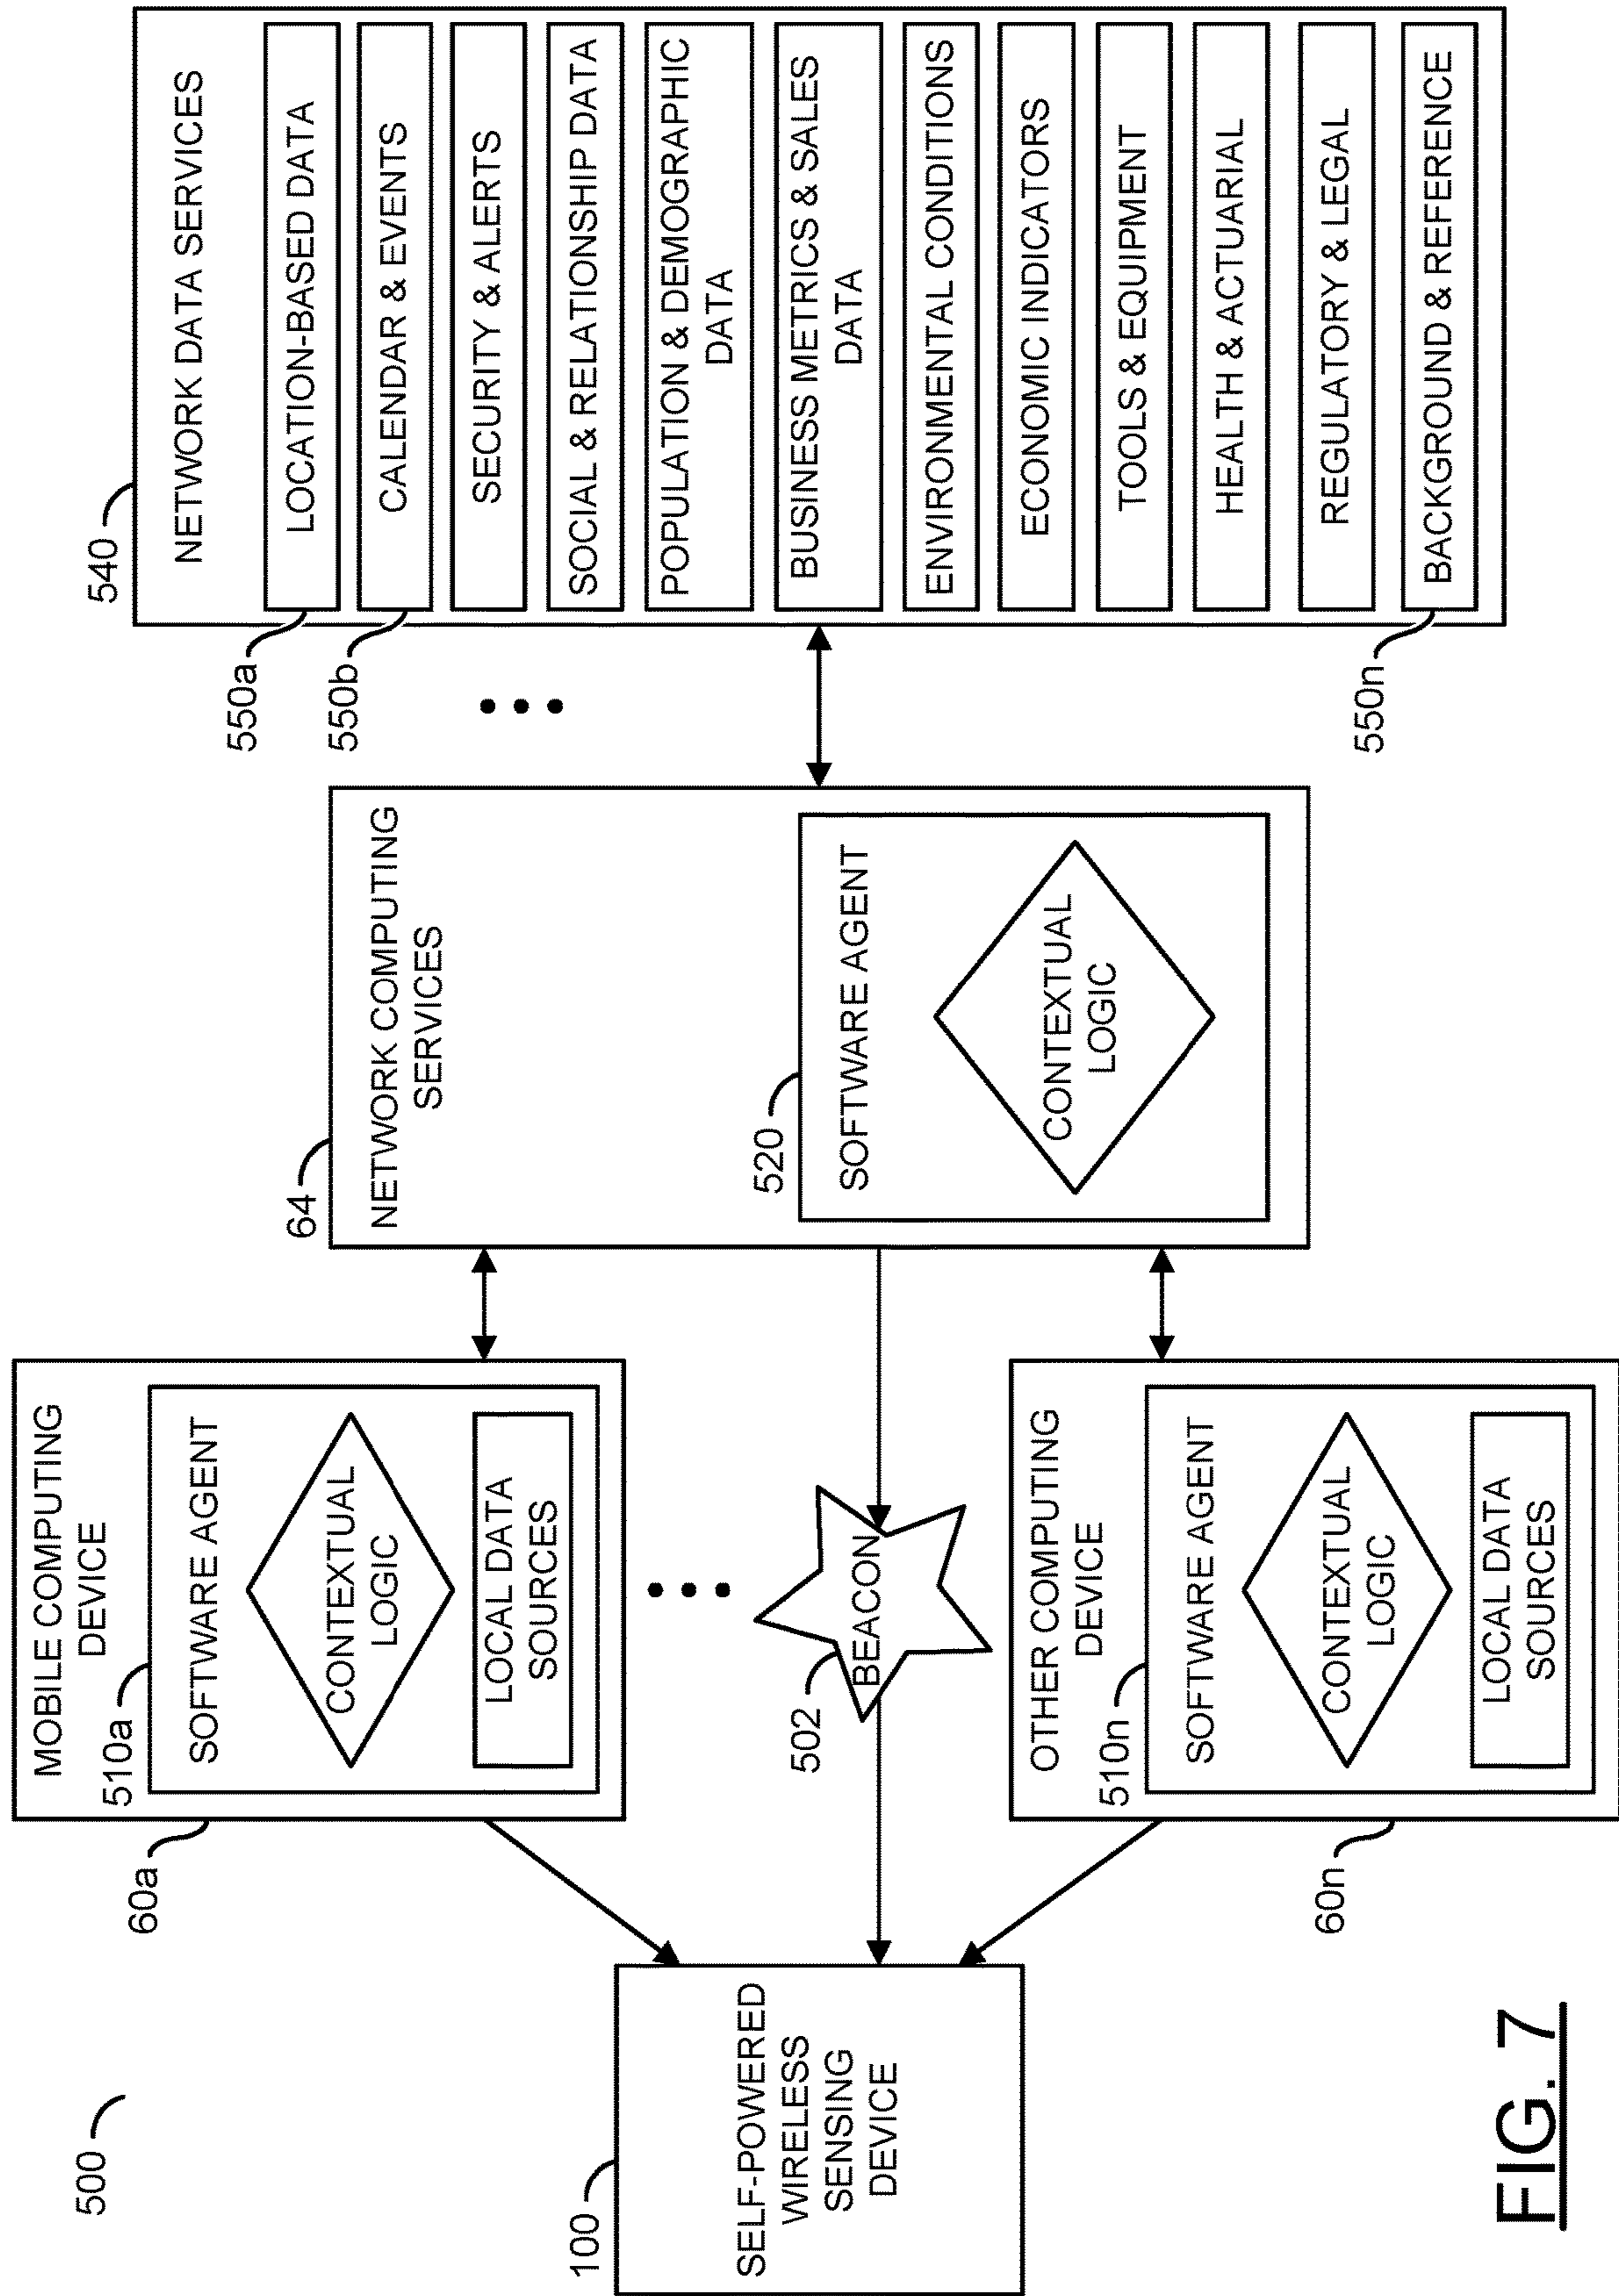 500
100
SELF-POWERED
WIRELESS
SENSING
DEVICE
60a
MOBILE COMPUTING
DEVICE
510a
SOFTWARE AGENT
CONTEXTUAL
LOGIC
LOCAL DATA
SOURCES
502
BEACON
60n
OTHER COMPUTING
DEVICE
510n
SOFTWARE AGENT
CONTEXTUAL
LOGIC
LOCAL DATA
SOURCES
64
NETWORK COMPUTING
SERVICES
520
SOFTWARE AGENT
CONTEXTUAL
LOGIC
540
NETWORK DATA SERVICES
550a
LOCATION-BASED DATA
550b
CALENDAR & EVENTS
SECURITY & ALERTS
SOCIAL & RELATIONSHIP DATA
POPULATION & DEMOGRAPHIC
DATA
BUSINESS METRICS & SALES
DATA
ENVIRONMENTAL CONDITIONS
ECONOMIC INDICATORS
TOOLS & EQUIPMENT
HEALTH & ACTUARIAL
REGULATORY & LEGAL
550n
BACKGROUND & REFERENCE
FIG. 7